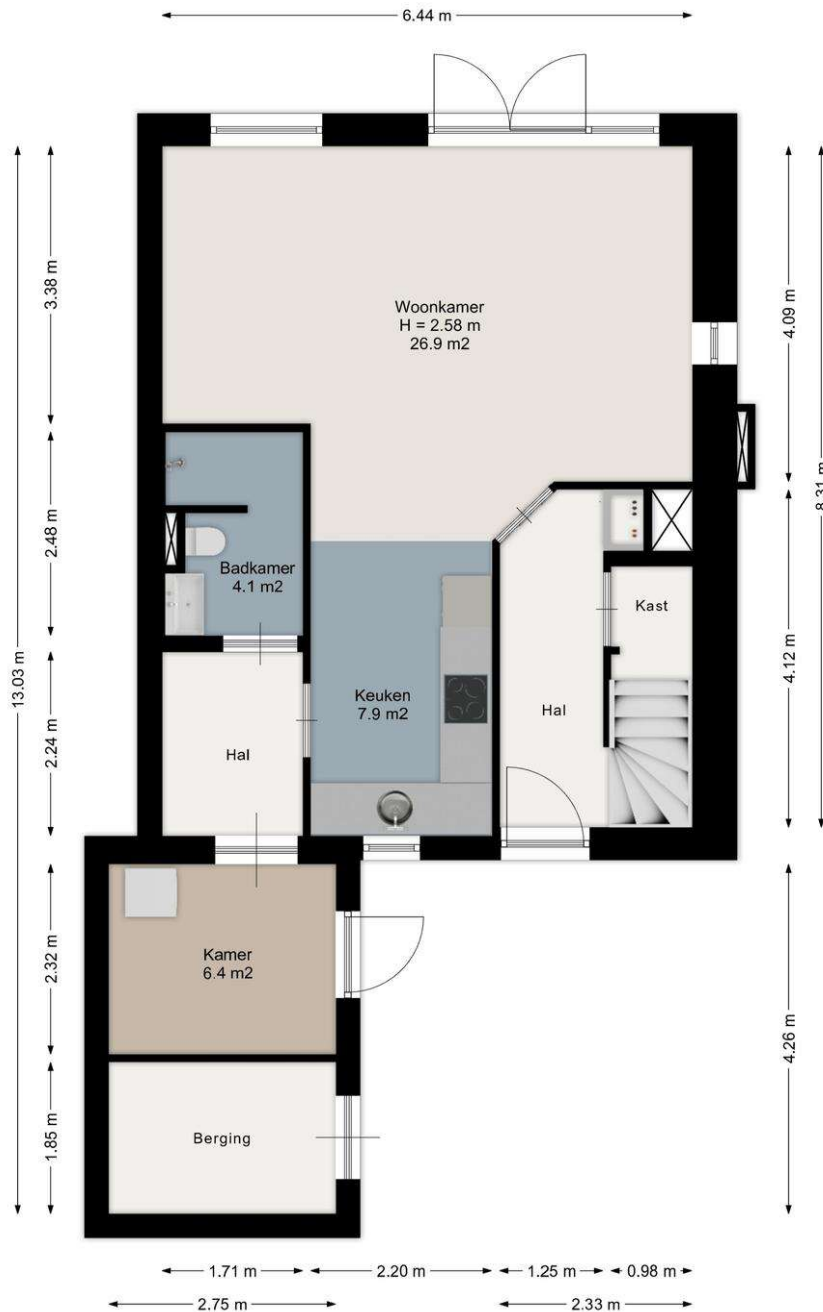 6.44 m
3.38 m
4.09 m
Woonkamer
H = 2.58 m
26.9 m2
8.31 m
2.48 m
Badkamer
4.1 m2
Kast
4.12 m
13.03 m
2.24 m
Keuken
7.9 m2
Hal
Hal
2.32 m
Kamer
6.4 m2
4.26 m
1.85 m
Berging
1.71 m
2.20 m
1.25 m
0.98 m
2.75 m
2.33 m